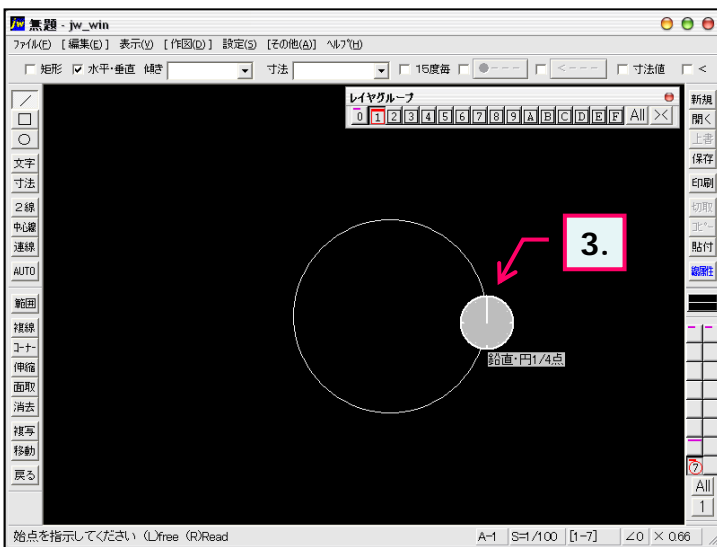 無題 - jw_win
ファイル(F) [編集(E)] 表示(V) [作図(D)] 設定(S) [その他(A)] ヘルプ(H)
矩形 水平・垂直 傾き 寸法 15度毎 ●--- <--- 寸法値 <
レイヤグループ
0 1 2 3 4 5 6 7 8 9 A B C D E F All ><
／
□
○
文字
寸法
2線
中心線
連線
AUTO
範囲
複線
コーナー
伸縮
面取
消去
複写
移動
戻る
3.
鉛直・円1/4点
新規
開く
上書
保存
印刷
切取
コピー
貼付
線属性
7
All
1
始点を指示してください (L)free (R)Read
A-1 S=1/100 [1-7] ∠0 × 0.66